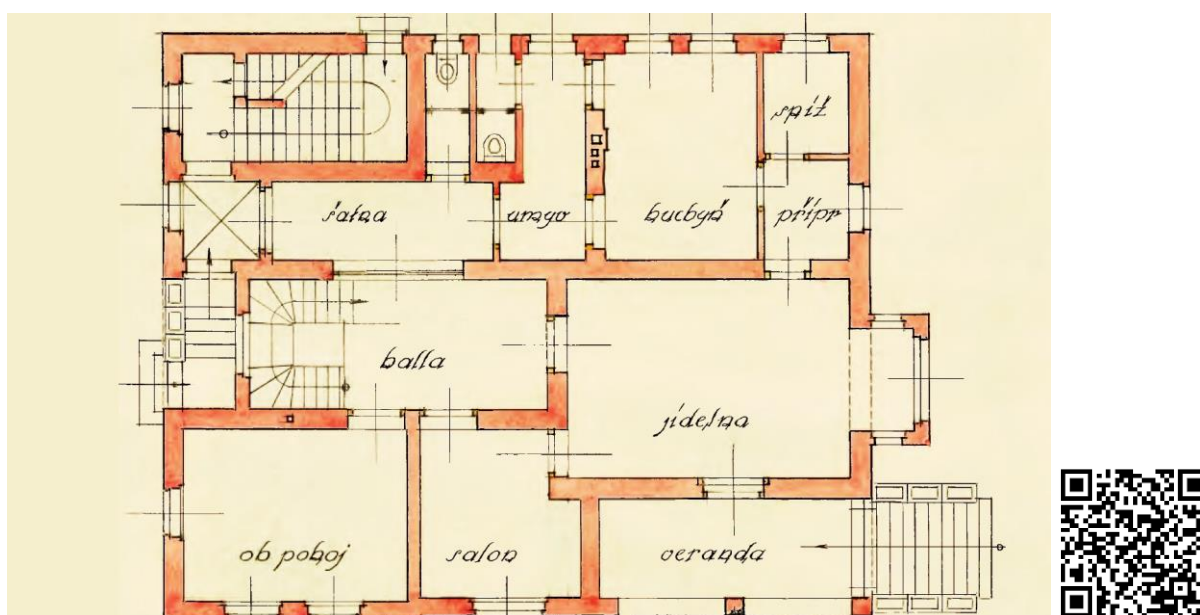 spíž
šatna
umyv
kuchyň
přípr
halla
jídelna
ob pokoj
salon
veranda